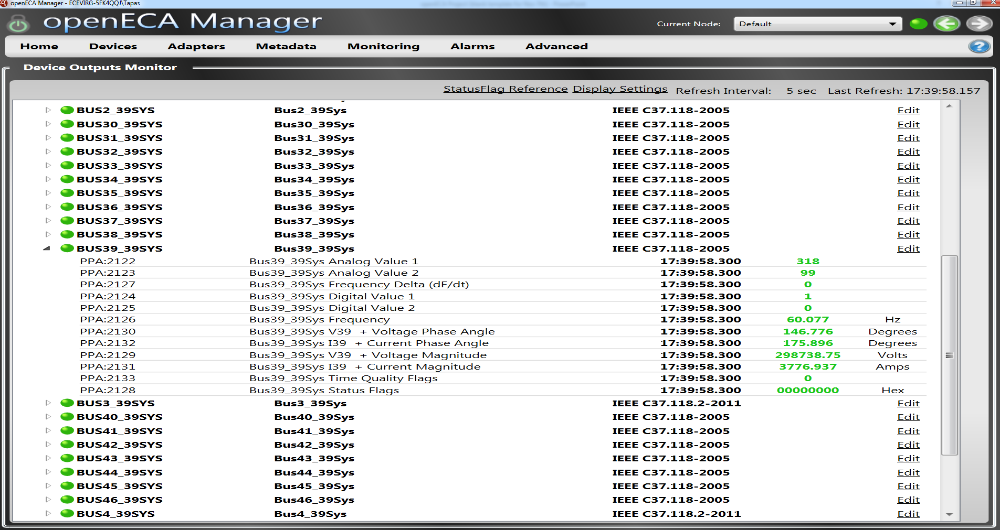 openECA Manager - ECEVIRG-5FK4QQJ\Tapas
openECA Manager
Current Node: Default
Home Devices Adapters Metadata Monitoring Alarms Advanced
Device Outputs Monitor
StatusFlag Reference Display Settings Refresh Interval: 5 sec Last Refresh: 17:39:58.157
BUS2_39SYS Bus2_39Sys IEEE C37.118-2005 Edit
BUS30_39SYS Bus30_39Sys IEEE C37.118-2005 Edit
BUS31_39SYS Bus31_39Sys IEEE C37.118-2005 Edit
BUS32_39SYS Bus32_39Sys IEEE C37.118-2005 Edit
BUS33_39SYS Bus33_39Sys IEEE C37.118-2005 Edit
BUS34_39SYS Bus34_39Sys IEEE C37.118-2005 Edit
BUS35_39SYS Bus35_39Sys IEEE C37.118-2005 Edit
BUS36_39SYS Bus36_39Sys IEEE C37.118-2005 Edit
BUS37_39SYS Bus37_39Sys IEEE C37.118-2005 Edit
BUS38_39SYS Bus38_39Sys IEEE C37.118-2005 Edit
BUS39_39SYS Bus39_39Sys IEEE C37.118-2005 Edit
PPA:2122 Bus39_39Sys Analog Value 1 17:39:58.300 318
PPA:2123 Bus39_39Sys Analog Value 2 17:39:58.300 99
PPA:2127 Bus39_39Sys Frequency Delta (dF/dt) 17:39:58.300 0
PPA:2124 Bus39_39Sys Digital Value 1 17:39:58.300 1
PPA:2125 Bus39_39Sys Digital Value 2 17:39:58.300 0
PPA:2126 Bus39_39Sys Frequency 17:39:58.300 60.077 Hz
PPA:2130 Bus39_39Sys V39 + Voltage Phase Angle 17:39:58.300 146.776 Degrees
PPA:2132 Bus39_39Sys I39 + Current Phase Angle 17:39:58.300 175.896 Degrees
PPA:2129 Bus39_39Sys V39 + Voltage Magnitude 17:39:58.300 298738.75 Volts
PPA:2131 Bus39_39Sys I39 + Current Magnitude 17:39:58.300 3776.937 Amps
PPA:2133 Bus39_39Sys Time Quality Flags 17:39:58.300 0
PPA:2128 Bus39_39Sys Status Flags 17:39:58.300 00000000 Hex
BUS3_39SYS Bus3_39Sys IEEE C37.118.2-2011 Edit
BUS40_39SYS Bus40_39Sys IEEE C37.118-2005 Edit
BUS41_39SYS Bus41_39Sys IEEE C37.118-2005 Edit
BUS42_39SYS Bus42_39Sys IEEE C37.118-2005 Edit
BUS43_39SYS Bus43_39Sys IEEE C37.118-2005 Edit
BUS44_39SYS Bus44_39Sys IEEE C37.118-2005 Edit
BUS45_39SYS Bus45_39Sys IEEE C37.118-2005 Edit
BUS46_39SYS Bus46_39Sys IEEE C37.118-2005 Edit
BUS4_39SYS Bus4_39Sys IEEE C37.118.2-2011 Edit